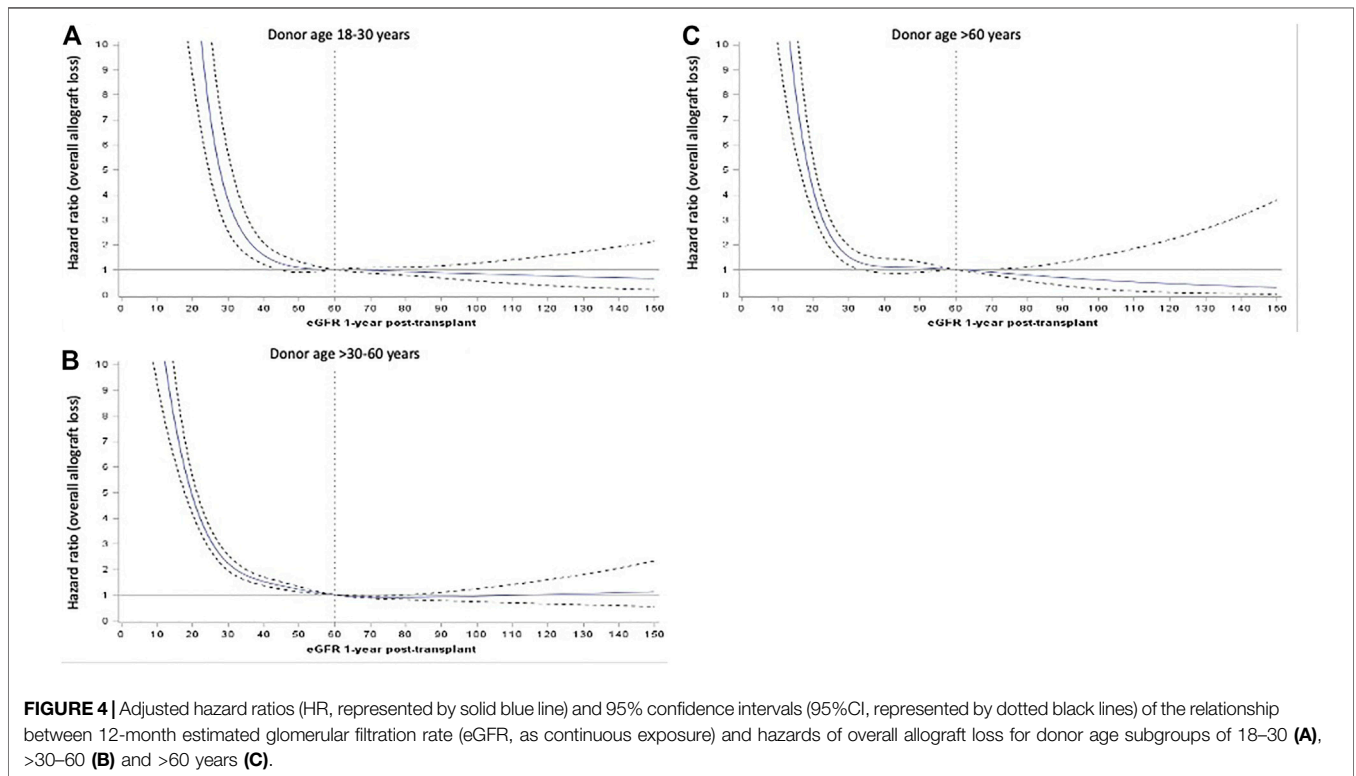 A
Donor age 18-30 years
Hazard ratio (overall allograft loss)
10
9
8
7
6
5
4
3
2
1
0
0 10 20 30 40 50 60 70 80 90 100 110 120 130 140 150
eGFR 1-year post-transplant
C
Donor age >60 years
Hazard ratio (overall allograft loss)
10
9
8
7
6
5
4
3
2
1
0
0 10 20 30 40 50 60 70 80 90 100 110 120 130 140 150
eGFR 1-year post-transplant
B
Donor age >30-60 years
Hazard ratio (overall allograft loss)
10
9
8
7
6
5
4
3
2
1
0
0 10 20 30 40 50 60 70 80 90 100 110 120 130 140 150
eGFR 1-year post-transplant
FIGURE 4 | Adjusted hazard ratios (HR, represented by solid blue line) and 95% confidence intervals (95%CI, represented by dotted black lines) of the relationship
between 12-month estimated glomerular filtration rate (eGFR, as continuous exposure) and hazards of overall allograft loss for donor age subgroups of 18–30 (A),
>30–60 (B) and >60 years (C).